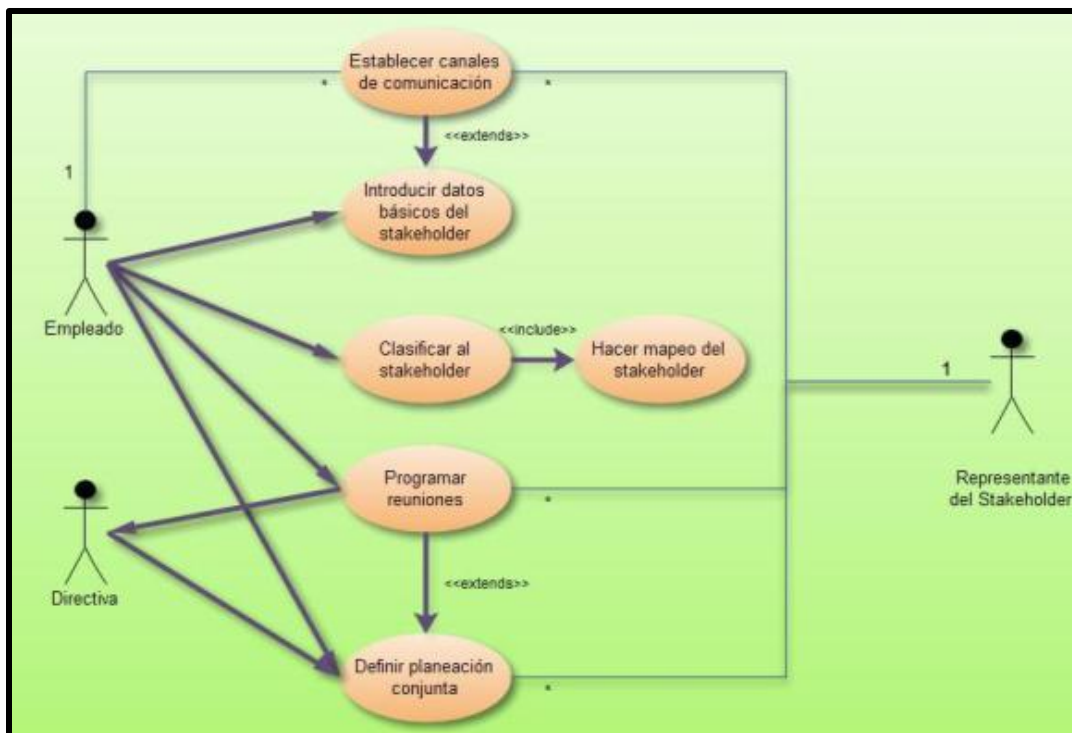 Establecer canales
de comunicación
*
*
<<extends>>
1
Introducir datos
básicos del
stakeholder
Empleado
<<include>>
Clasificar al
stakeholder
Hacer mapeo del
stakeholder
1
Programar
reuniones
*
Representante
del Stakeholder
Directiva
<<extends>>
Definir planeación
conjunta
*